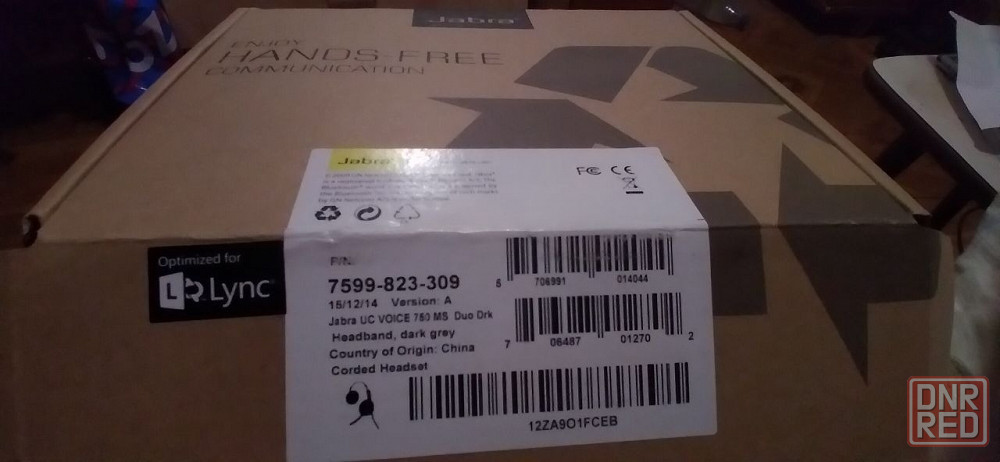 Jabra
ENJOY
HANDS-FREE
COMMUNICATION
Jabra
FC CE
Optimized for
Lync
P/N:
7599-823-309
15/12/14 Version: A
Jabra UC VOICE 750 MS Duo Drk
Headband, dark grey
Country of Origin: China
Corded Headset
5 706991 014044
7 06487 01270 2
12ZA9O1FCEB
DNR
RED